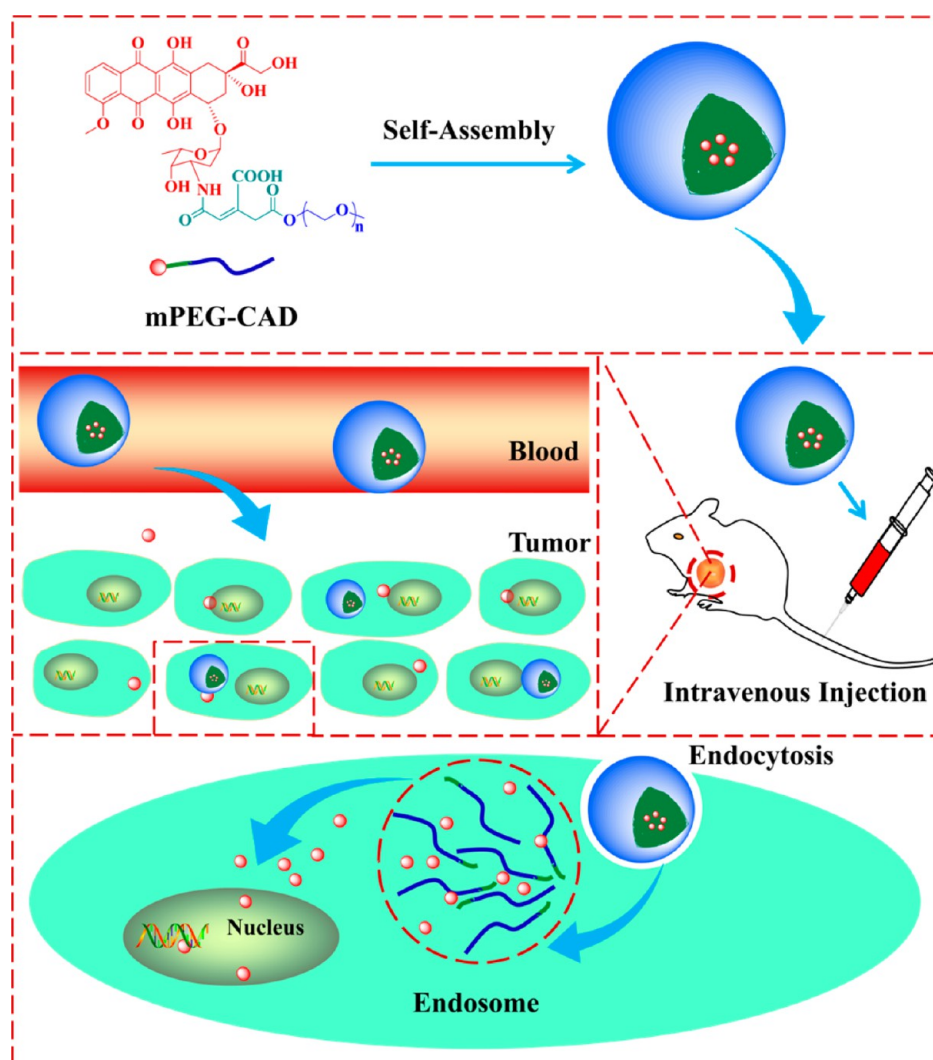 O
OH
O
OH
OH
OH
O
O
OH
O
O
O
COOH
OH
NH
O
O
O
O
n
Self-Assembly
mPEG-CAD
Blood
Tumor
Intravenous Injection
Endocytosis
Nucleus
Endosome